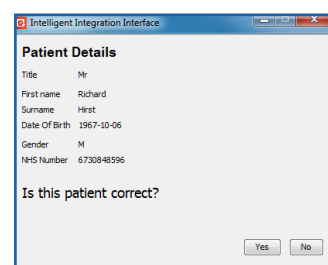 Intelligent Integration Interface
Patient Details
Title Mr
First name Richard
Surname Hirst
Date Of Birth 1967-10-06
Gender M
NHS Number 6730848596
Is this patient correct?
Yes No